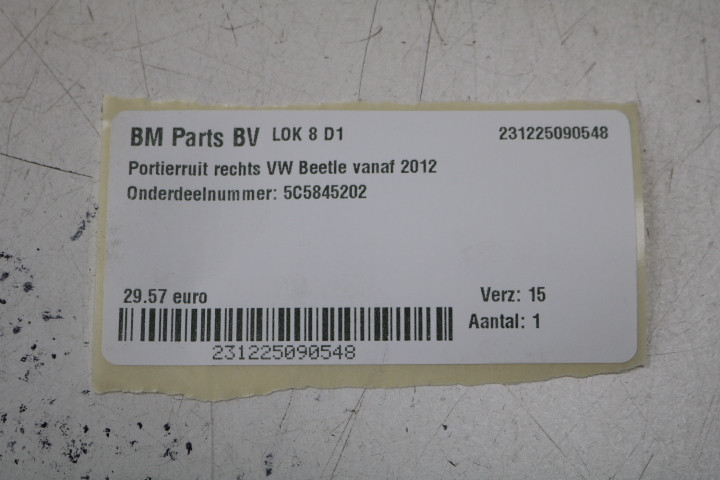 BM Parts BV LOK 8 D1 231225090548
Portierruit rechts VW Beetle vanaf 2012
Onderdeelnummer: 5C5845202
29.57 euro Verz: 15
Aantal: 1
231225090548